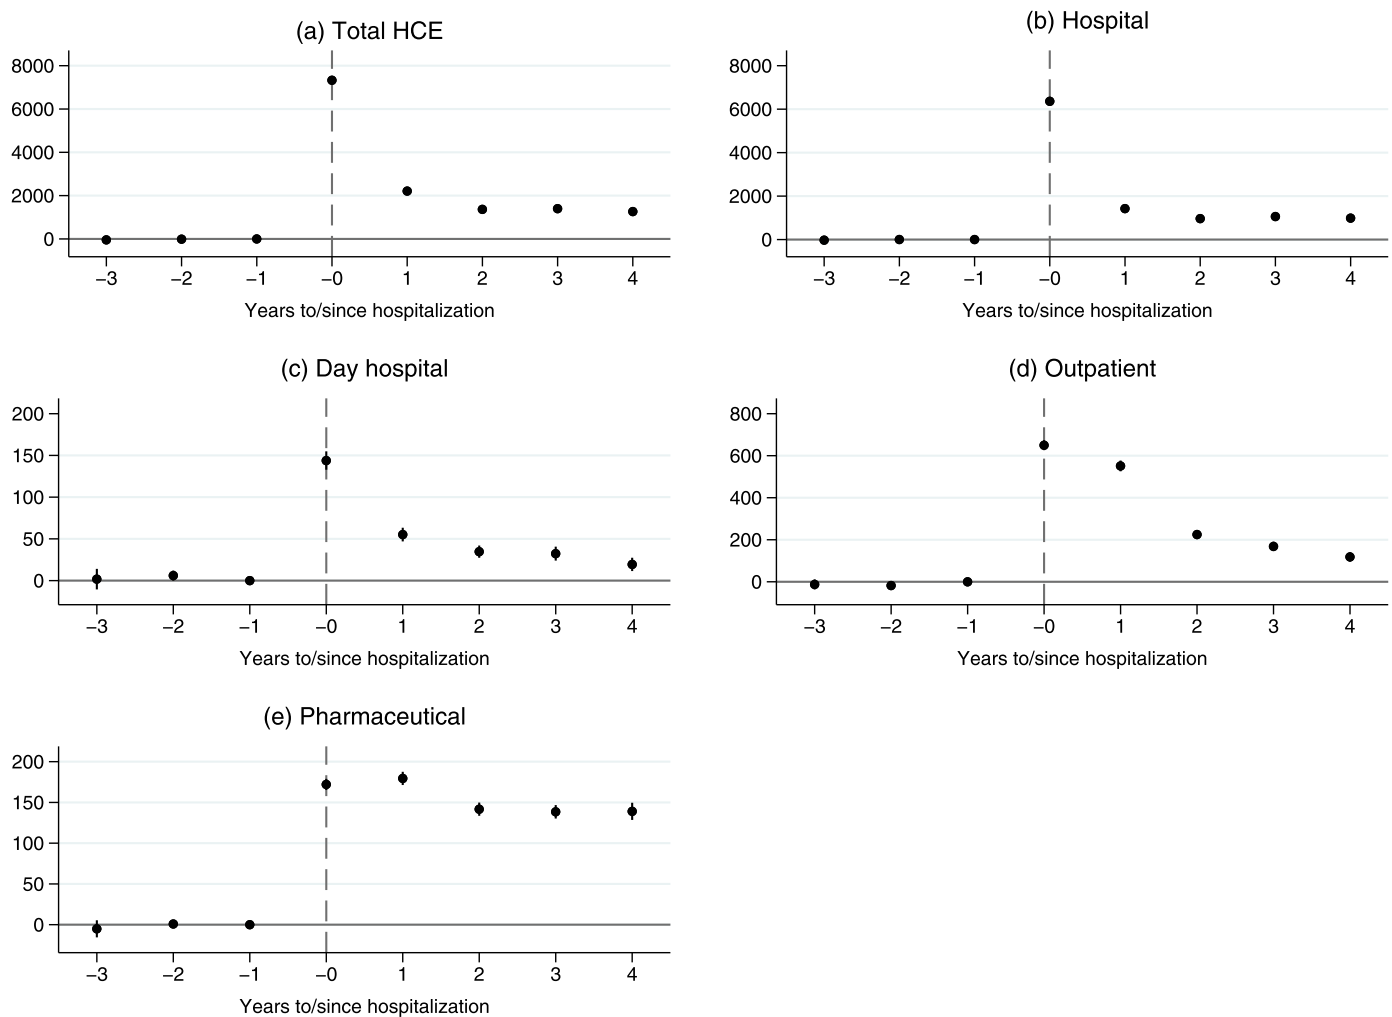 (a) Total HCE
8000
6000
4000
2000
0
−3 −2 −1 −0 1 2 3 4
Years to/since hospitalization
(b) Hospital
8000
6000
4000
2000
0
−3 −2 −1 −0 1 2 3 4
Years to/since hospitalization
(c) Day hospital
200
150
100
50
0
−3 −2 −1 −0 1 2 3 4
Years to/since hospitalization
(d) Outpatient
800
600
400
200
0
−3 −2 −1 −0 1 2 3 4
Years to/since hospitalization
(e) Pharmaceutical
200
150
100
50
0
−3 −2 −1 −0 1 2 3 4
Years to/since hospitalization